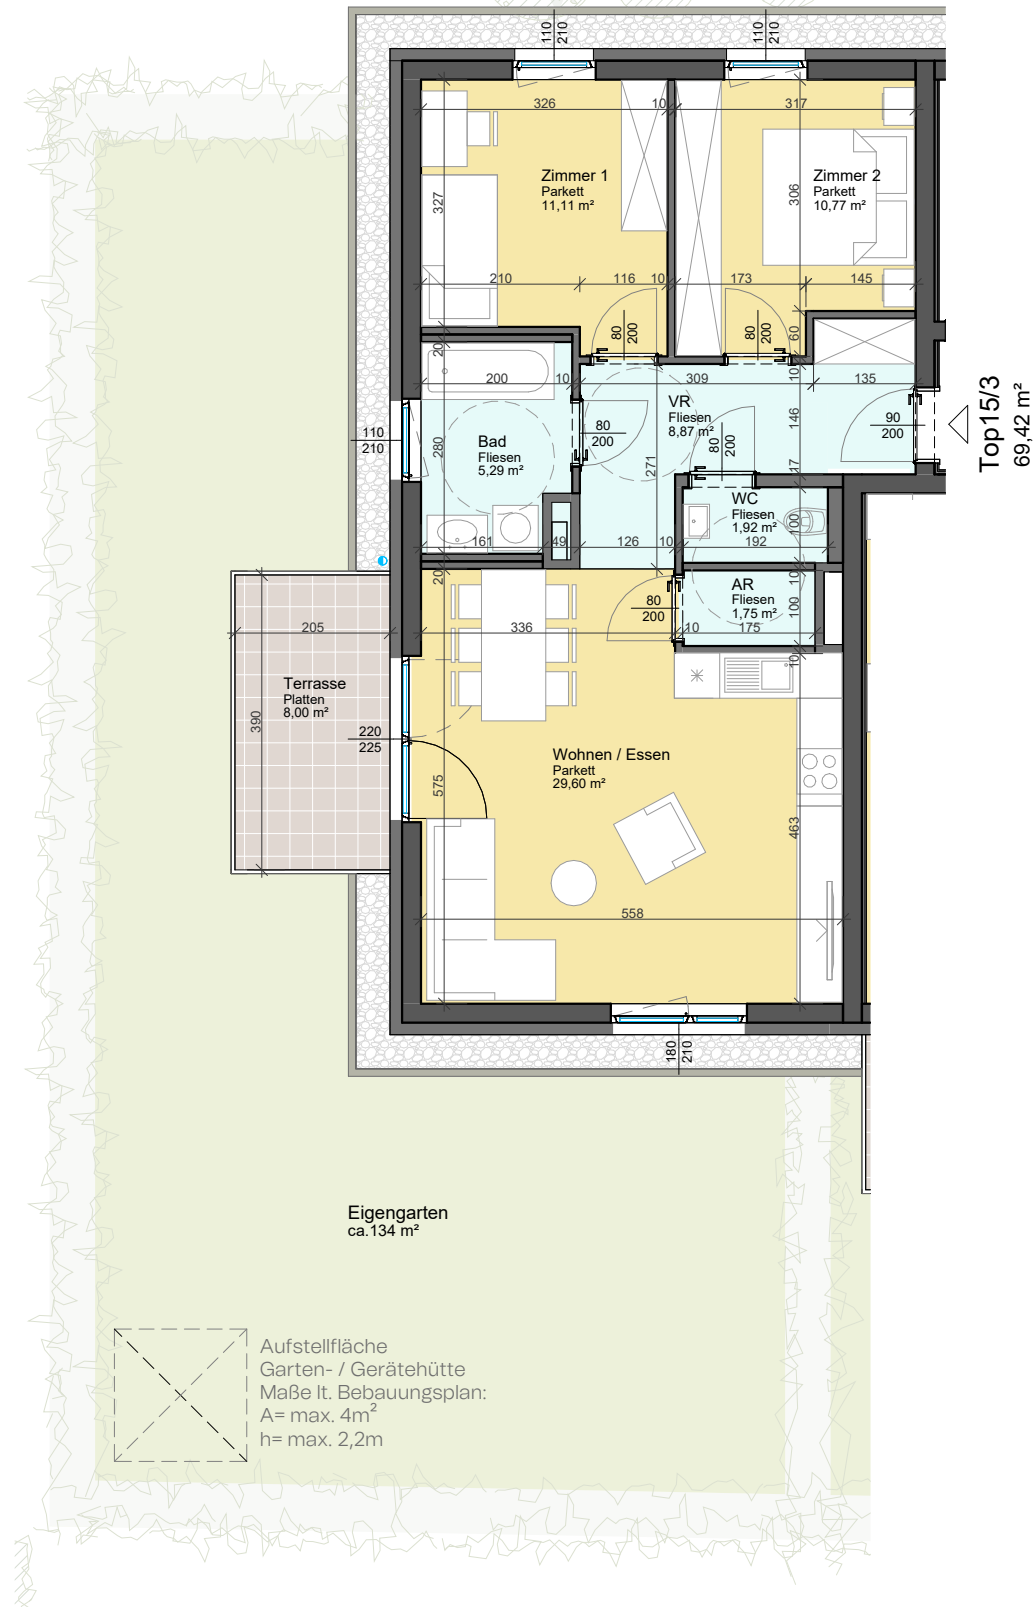 110
210
110
210
326
10
317
Zimmer 1
Parkett
11,11 m²
Zimmer 2
Parkett
10,77 m²
327
306
210
116
10
173
145
80
200
80
200
60
20
200
10
309
10
135
VR
Fliesen
8,87 m²
146
90
200
Top15/3
69,42 m²
110
210
280
Bad
Fliesen
5,29 m²
80
200
271
80
200
17
WC
Fliesen
1,92 m²
100
161
49
126
10
192
20
AR
Fliesen
1,75 m²
10
100
80
200
205
336
10
175
10
Terrasse
Platten
8,00 m²
390
220
225
Wohnen / Essen
Parkett
29,60 m²
575
463
558
180
210
Eigengarten
ca.134 m²
Aufstellfläche
Garten- / Gerätehütte
Maße lt. Bebauungsplan:
A= max. 4m²
h= max. 2,2m